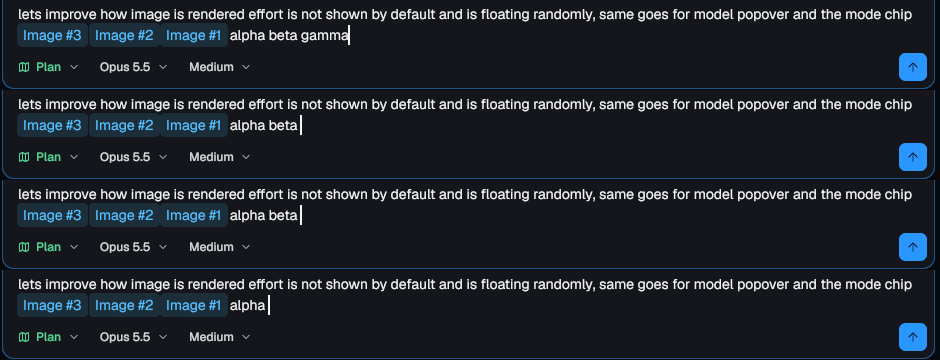 lets improve how image is rendered effort is not shown by default and is floating randomly, same goes for model popover and the mode chip
Image #3 Image #2 Image #1 alpha beta gamma
Plan Opus 5.5 Medium
lets improve how image is rendered effort is not shown by default and is floating randomly, same goes for model popover and the mode chip
Image #3 Image #2 Image #1 alpha beta
Plan Opus 5.5 Medium
lets improve how image is rendered effort is not shown by default and is floating randomly, same goes for model popover and the mode chip
Image #3 Image #2 Image #1 alpha beta
Plan Opus 5.5 Medium
lets improve how image is rendered effort is not shown by default and is floating randomly, same goes for model popover and the mode chip
Image #3 Image #2 Image #1 alpha
Plan Opus 5.5 Medium